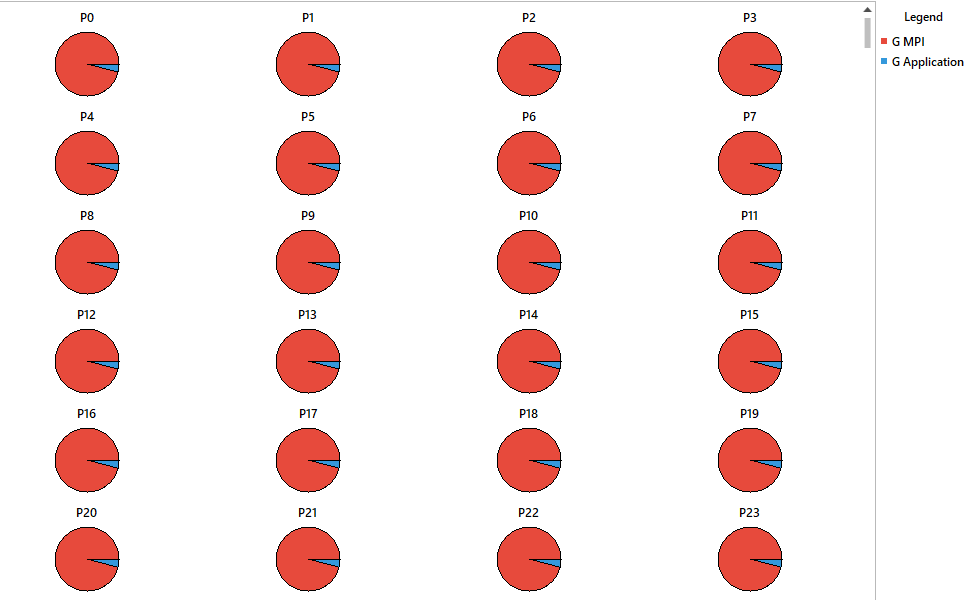 P0 P1 P2 P3
P4 P5 P6 P7
P8 P9 P10 P11
P12 P13 P14 P15
P16 P17 P18 P19
P20 P21 P22 P23
Legend
G MPI
G Application